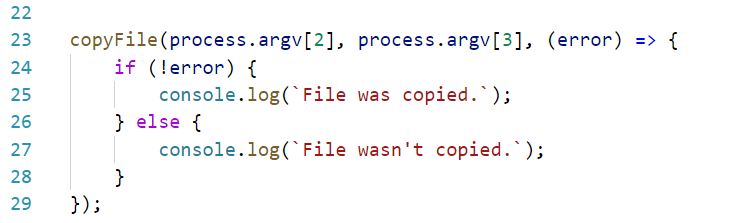 22
23 copyFile(process.argv[2], process.argv[3], (error) => {
24 if (!error) {
25 console.log(`File was copied.`);
26 } else {
27 console.log(`File wasn't copied.`);
28 }
29 });